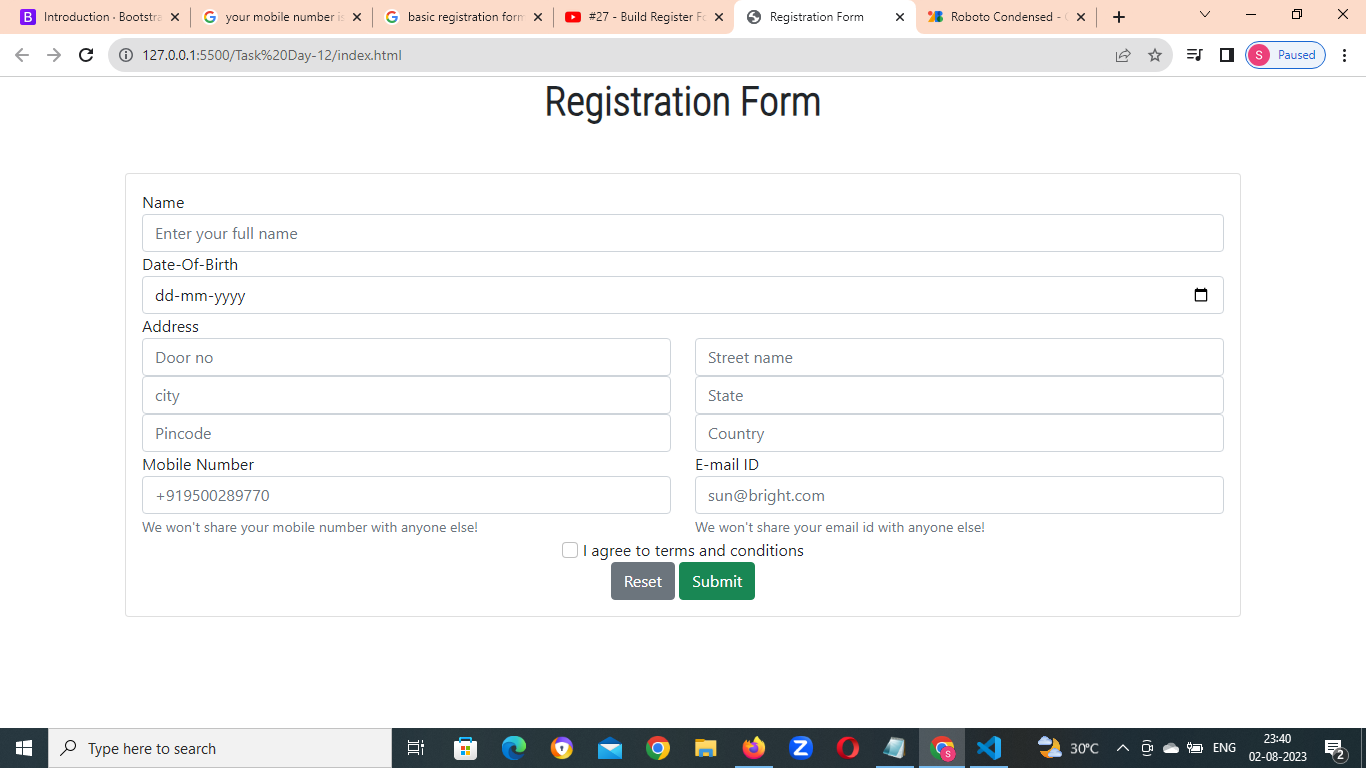 Introduction · Bootstra
your mobile number is
basic registration form
#27 - Build Register Fo
Registration Form
Roboto Condensed -
127.0.0.1:5500/Task%20Day-12/index.html
S
Paused
Registration Form
Name
Enter your full name
Date-Of-Birth
dd-mm-yyyy
Address
Door no
Street name
city
State
Pincode
Country
Mobile Number
E-mail ID
+919500289770
sun@bright.com
We won't share your mobile number with anyone else!
We won't share your email id with anyone else!
I agree to terms and conditions
Reset
Submit
Type here to search
30°C
ENG
23:40
02-08-2023
2